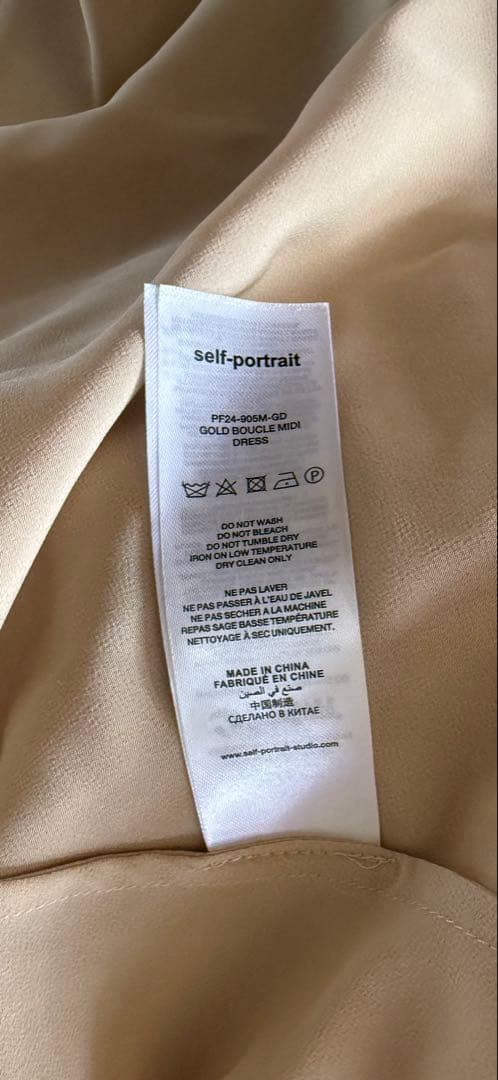 self-portrait
PF24-905M-GD
GOLD BOUCLE MIDI
DRESS
P
DO NOT WASH
DO NOT BLEACH
DO NOT TUMBLE DRY
IRON ON LOW TEMPERATURE
DRY CLEAN ONLY
NE PAS LAVER
NE PAS PASSER À L'EAU DE JAVEL
NE PAS SECHER A LA MACHINE
REPAS SAGE BASSE TEMPÉRATURE
NETTOYAGE À SEC UNIQUEMENT.
MADE IN CHINA
FABRIQUÉ EN CHINE
صنع في الصين
中国制造
СДЕЛАНО В КИТАЕ
www.self-portrait-studio.com